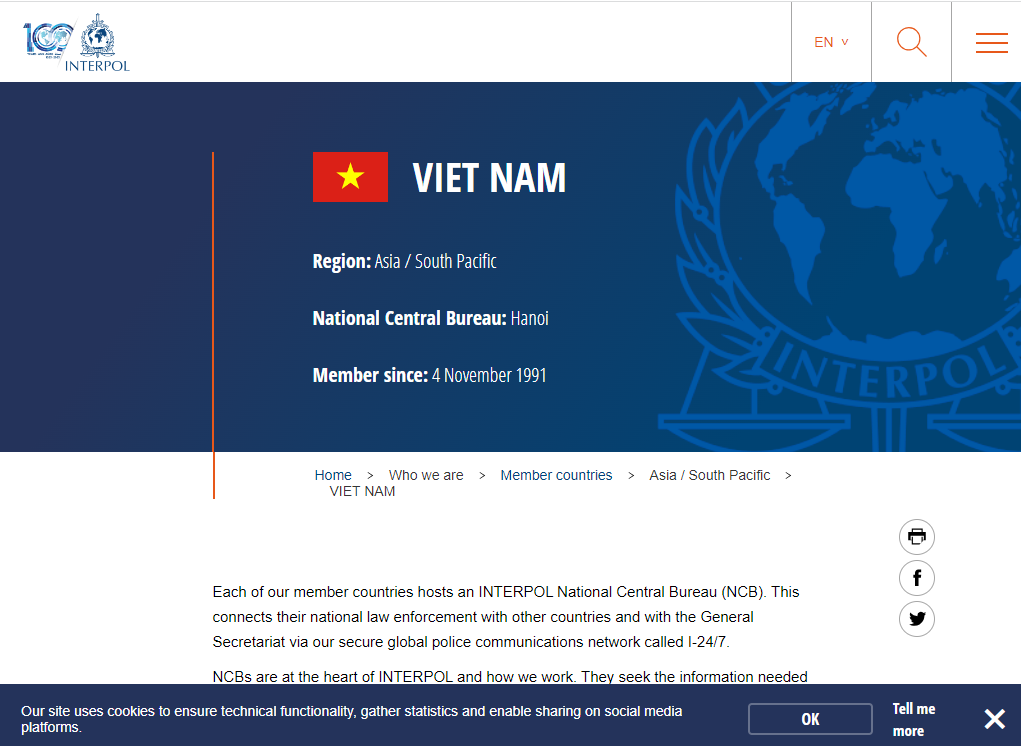 INTERPOL
EN
VIET NAM
Region: Asia / South Pacific
National Central Bureau: Hanoi
Member since: 4 November 1991
INTERPOL
Home > Who we are > Member countries > Asia / South Pacific >
VIET NAM
Each of our member countries hosts an INTERPOL National Central Bureau (NCB). This
connects their national law enforcement with other countries and with the General
Secretariat via our secure global police communications network called I-24/7.
NCBs are at the heart of INTERPOL and how we work. They seek the information needed
Our site uses cookies to ensure technical functionality, gather statistics and enable sharing on social media
platforms.
OK
Tell me
more